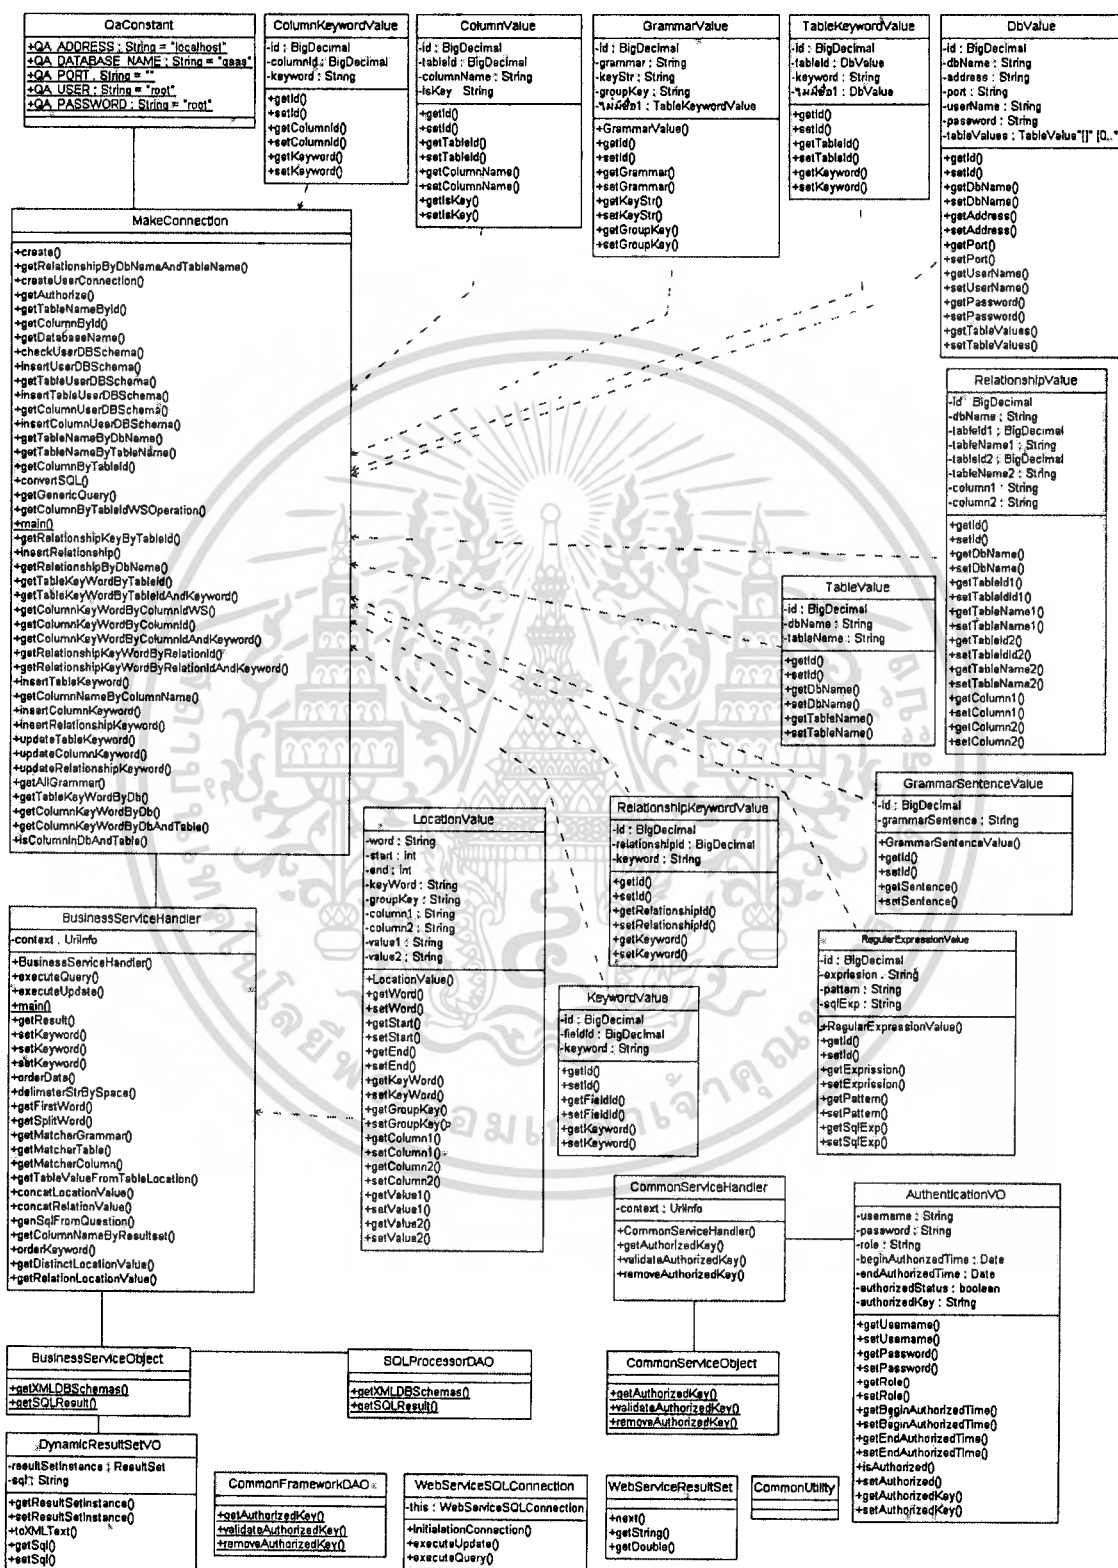 QaConstant
+QA_ADDRESS : String = "localhost"
+QA_DATABASE_NAME : String = "qaas"
+QA_PORT : String = ""
+QA_USER : String = "root"
+QA_PASSWORD : String = "root"
ColumnKeywordValue
-id : BigDecimal
-columnId : BigDecimal
-keyword : String
+getId()
+setId()
+getColumnId()
+setColumnId()
+getKeyword()
+setKeyword()
ColumnValue
-id : BigDecimal
-tableId : BigDecimal
-columnName : String
-isKey : String
+getId()
+setId()
+getTableId()
+setTableId()
+getColumnName()
+setColumnName()
+getIsKey()
+setIsKey()
GrammarValue
-id : BigDecimal
-grammar : String
-keyStr : String
-groupKey : String
-ไม่มีชื่อ1 : TableKeywordValue
+GrammarValue()
+getId()
+setId()
+getGrammar()
+setGrammar()
+getKeyStr()
+setKeyStr()
+getGroupKey()
+setGroupKey()
TableKeywordValue
-id : BigDecimal
-tableId : DbValue
-keyword : String
-ไม่มีชื่อ1 : DbValue
+getId()
+setId()
+getTableId()
+setTableId()
+getKeyword()
+setKeyword()
DbValue
-id : BigDecimal
-dbName : String
-address : String
-port : String
-userName : String
-password : String
-tableValues : TableValue"[]" [0..*
+getId()
+setId()
+getDbName()
+setDbName()
+getAddress()
+setAddress()
+getPort()
+setPort()
+getUserName()
+setUserName()
+getPassword()
+setPassword()
+getTableValues()
+setTableValues()
MakeConnection
+create()
+getRelationshipByDbNameAndTableName()
+createUserConnection()
+getAuthorize()
+getTableNameById()
+getColumnById()
+getDatabaseName()
+checkUserDBSchema()
+insertUserDBSchema()
+getTableUserDBSchema()
+insertTableUserDBSchema()
+getColumnUserDBSchema()
+insertColumnUserDBSchema()
+getTableNameByDbName()
+getTableNameByTableName()
+getColumnByTableId()
+convertSQL()
+getGenericQuery()
+getColumnByTableIdWSOperation()
+main()
+getRelationshipKeyByTableId()
+insertRelationship()
+getRelationshipByDbName()
+getTableKeyWordByTableId()
+getTableKeyWordByTableIdAndKeyword()
+getColumnKeyWordByColumnIdWS()
+getColumnKeyWordByColumnId()
+getColumnKeyWordByColumnIdAndKeyword()
+getRelationshipKeyWordByRelationId()
+getRelationshipKeyWordByRelationIdAndKeyword()
+insertTableKeyword()
+getColumnNameByColumnName()
+insertColumnKeyword()
+insertRelationshipKeyword()
+updateTableKeyword()
+updateColumnKeyword()
+updateRelationshipKeyword()
+getAllGrammar()
+getTableKeyWordByDb()
+getColumnKeyWordByDb()
+getColumnKeyWordByDbAndTable()
+isColumnInDbAndTable()
RelationshipValue
-id : BigDecimal
-dbName : String
-tableId1 : BigDecimal
-tableName1 : String
-tableId2 : BigDecimal
-tableName2 : String
-column1 : String
-column2 : String
+getId()
+setId()
+getDbName()
+setDbName()
+getTableId1()
+setTableIdId1()
+getTableName1()
+setTableName1()
+getTableId2()
+setTableIdId2()
+getTableName2()
+setTableName2()
+getColumn1()
+setColumn1()
+getColumn2()
+setColumn2()
TableValue
-id : BigDecimal
-dbName : String
-tableName : String
+getId()
+setId()
+getDbName()
+setDbName()
+getTableName()
+setTableName()
GrammarSentenceValue
-id : BigDecimal
-grammarSentence : String
+GrammarSentenceValue()
+getId()
+setId()
+getSentence()
+setSentence()
RelationshipKeywordValue
-id : BigDecimal
-relationshipId : BigDecimal
-keyword : String
+getId()
+setId()
+getRelationshipId()
+setRelationshipId()
+getKeyword()
+setKeyword()
LocationValue
-word : String
-start : int
-end : int
-keyWord : String
-groupKey : String
-column1 : String
-column2 : String
-value1 : String
-value2 : String
+LocationValue()
+getWord()
+setWord()
+getStart()
+setStart()
+getEnd()
+setEnd()
+getKeyWord()
+setKeyWord()
+getGroupKey()
+setGroupKey()
+getColumn1()
+setColumn1()
+getColumn2()
+setColumn2()
+getValue1()
+setValue1()
+getValue2()
+setValue2()
BusinessServiceHandler
-context : UriInfo
+BusinessServiceHandler()
+executeQuery()
+executeUpdate()
+main()
+getResult()
+setKeyword()
+setKeyword()
+setKeyword()
+orderData()
+delimeterStrBySpace()
+getFirstWord()
+getSplitWord()
+getMatcherGrammar()
+getMatcherTable()
+getMatcherColumn()
+getTableValueFromTableLocation()
+concatLocationValue()
+concatRelationValue()
+genSqlFromQuestion()
+getColumnNameByResultset()
+orderKeyword()
+getDistinctLocationValue()
+getRelationLocationValue()
KeywordValue
-id : BigDecimal
-fieldId : BigDecimal
-keyword : String
+getId()
+setId()
+getFieldId()
+setFieldId()
+getKeyword()
+setKeyword()
RegularExpressionValue
-id : BigDecimal
-expriesion : String
-pattern : String
-sqlExp : String
+RegularExpressionValue()
+getId()
+setId()
+getExprission()
+setExprission()
+getPattern()
+setPattern()
+getSqlExp()
+setSqlExp()
CommonServiceHandler
-context : UriInfo
+CommonServiceHandler()
+getAuthorizedKey()
+validateAuthorizedKey()
+removeAuthorizedKey()
AuthenticationVO
-username : String
-password : String
-role : String
-beginAuthorizedTime : Date
-endAuthorizedTime : Date
-authorizedStatus : boolean
-authorizedKey : String
+getUsername()
+setUsername()
+getPassword()
+setPassword()
+getRole()
+setRole()
+getBeginAuthorizedTime()
+setBeginAuthorizedTime()
+getEndAuthorizedTime()
+setEndAuthorizedTime()
+isAuthorized()
+setAuthorized()
+getAuthorizedKey()
+setAuthorizedKey()
BusinessServiceObject
+getXMLDBSchemas()
+getSQLResult()
SQLProcessorDAO
+getXMLDBSchemas()
+getSQLResult()
CommonServiceObject
+getAuthorizedKey()
+validateAuthorizedKey()
+removeAuthorizedKey()
DynamicResultSetVO
-resultSetInstance : ResultSet
-sql : String
+getResultSetInstance()
+setResultSetInstance()
+toXMLText()
+getSql()
+setSql()
CommonFrameworkDAO
+getAuthorizedKey()
+validateAuthorizedKey()
+removeAuthorizedKey()
WebServiceSQLConnection
-this : WebServiceSQLConnection
+InitialationConnection()
+executeUpdate()
+executeQuery()
WebServiceResultSet
+next()
+getString()
+getDouble()
CommonUtility